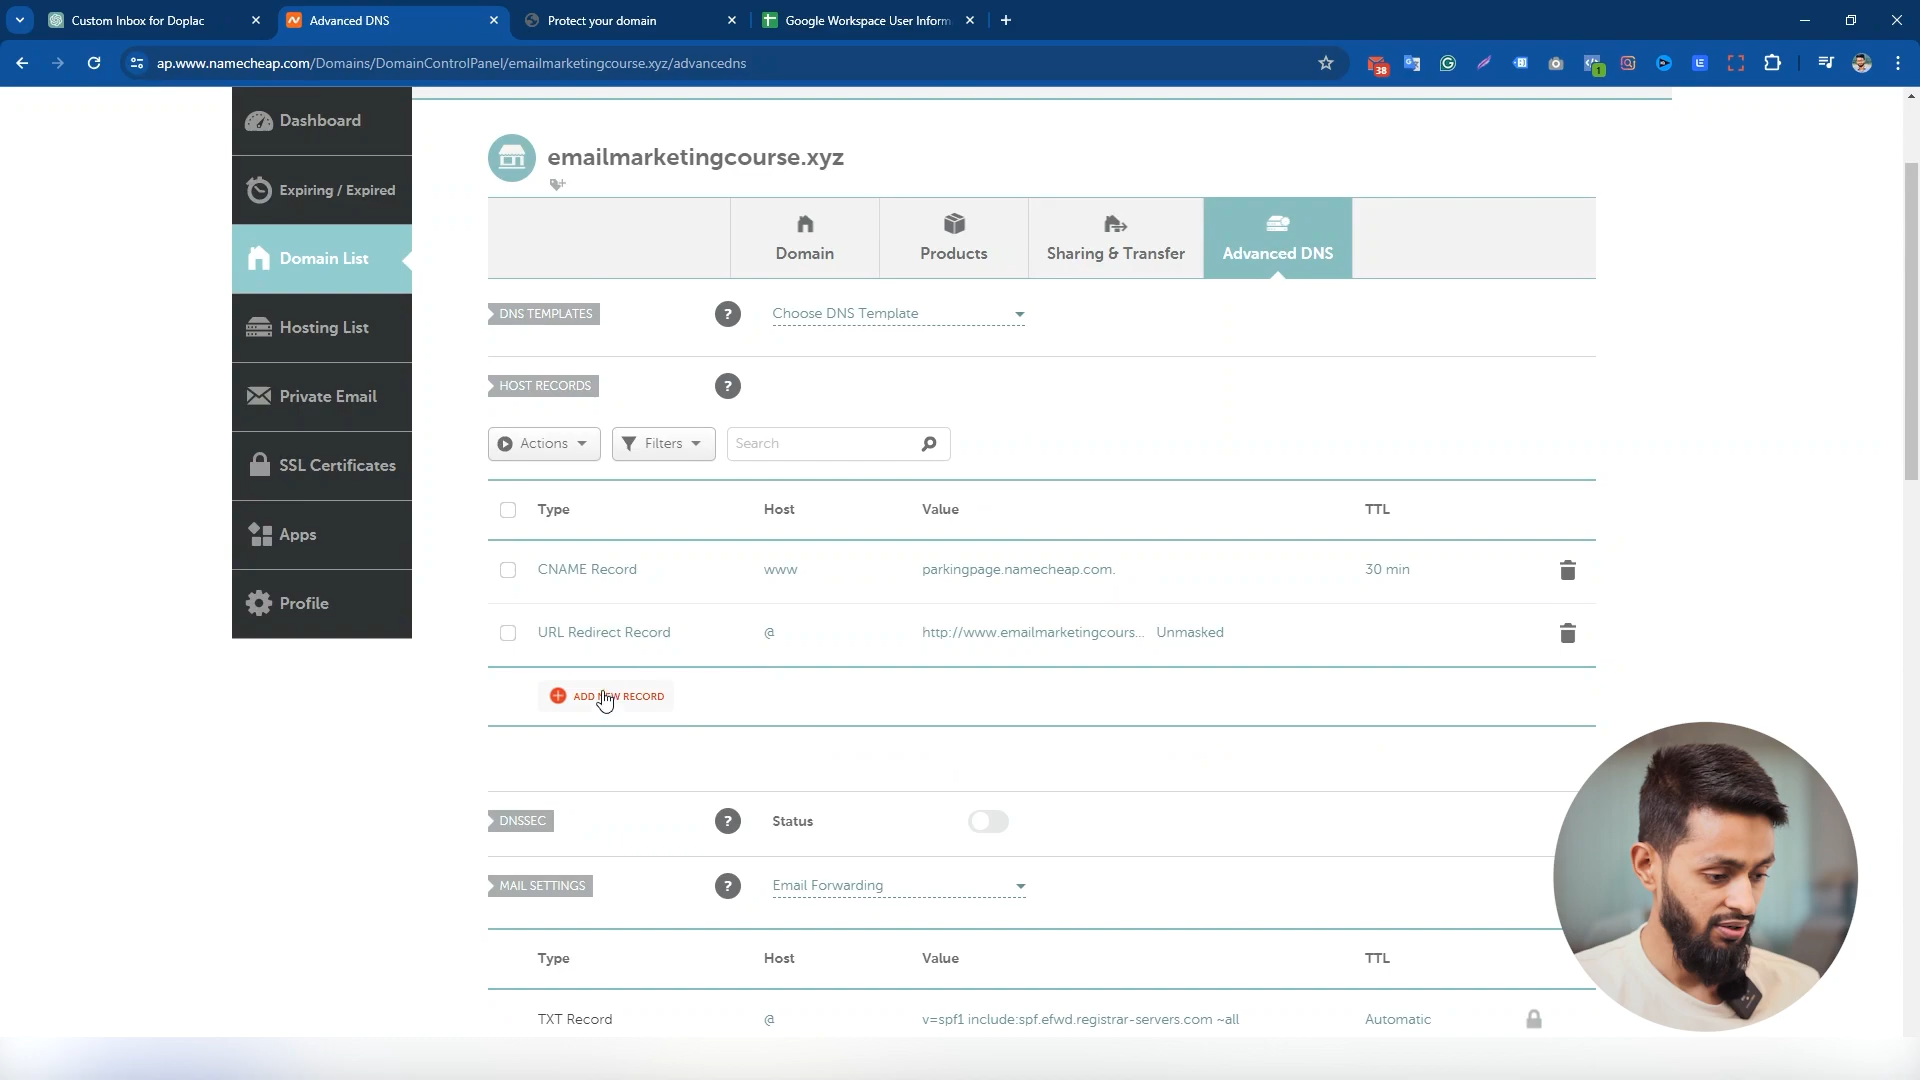 Custom Inbox for Doplac
Advanced DNS
Protect your domain
Google Workspace User Inform
ap.www.namecheap.com/Domains/DomainControlPanel/emailmarketingcourse.xyz/advancedns
38
1
Dashboard
Expiring / Expired
Domain List
Hosting List
Private Email
SSL Certificates
Apps
Profile
emailmarketingcourse.xyz
Domain
Products
Sharing & Transfer
Advanced DNS
DNS TEMPLATES
?
Choose DNS Template
HOST RECORDS
?
Actions
Filters
Search
Type Host Value TTL
CNAME Record www parkingpage.namecheap.com. 30 min
URL Redirect Record @ http://www.emailmarketingcours... Unmasked
ADD NEW RECORD
DNSSEC ? Status
MAIL SETTINGS ? Email Forwarding
Type Host Value TTL
TXT Record @ v=spf1 include:spf.efwd.registrar-servers.com ~all Automatic